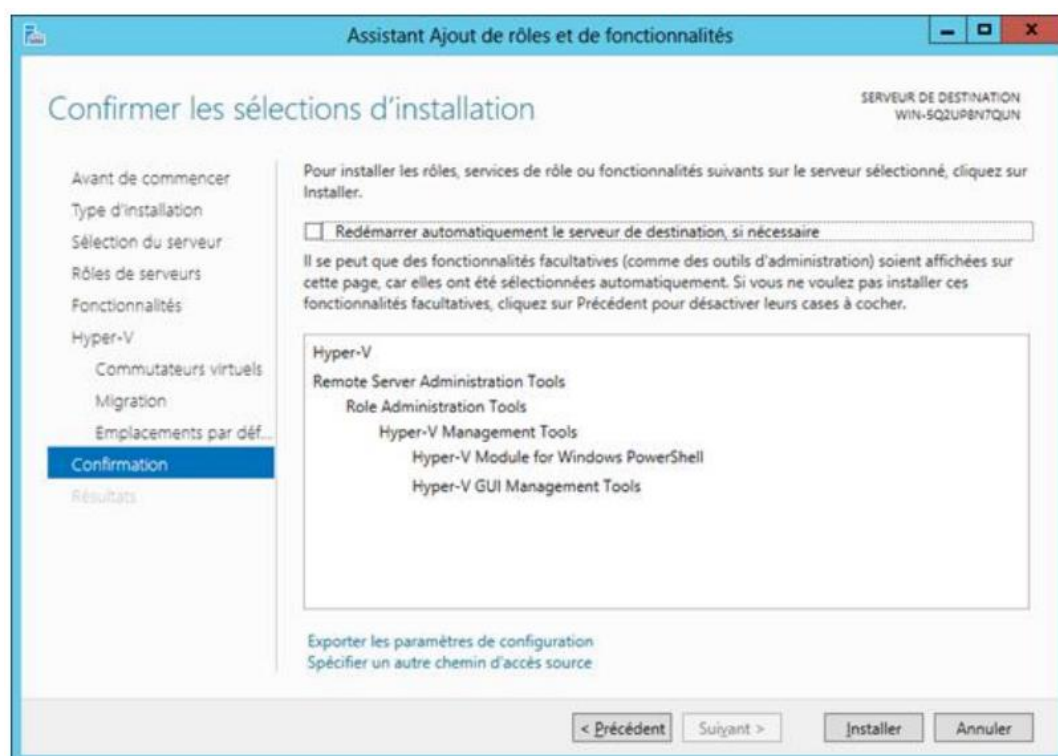 Assistant Ajout de rôles et de fonctionnalités
Confirmer les sélections d'installation
SERVEUR DE DESTINATION
WIN-5Q2UP8N7QUN
Avant de commencer
Type d'installation
Sélection du serveur
Rôles de serveurs
Fonctionnalités
Hyper-V
Commutateurs virtuels
Migration
Emplacements par déf...
Confirmation
Résultats
Pour installer les rôles, services de rôle ou fonctionnalités suivants sur le serveur sélectionné, cliquez sur
Installer.
Redémarrer automatiquement le serveur de destination, si nécessaire
Il se peut que des fonctionnalités facultatives (comme des outils d'administration) soient affichées sur
cette page, car elles ont été sélectionnées automatiquement. Si vous ne voulez pas installer ces
fonctionnalités facultatives, cliquez sur Précédent pour désactiver leurs cases à cocher.
Hyper-V
Remote Server Administration Tools
Role Administration Tools
Hyper-V Management Tools
Hyper-V Module for Windows PowerShell
Hyper-V GUI Management Tools
Exporter les paramètres de configuration
Spécifier un autre chemin d'accès source
< Précédent
Suivant >
Installer
Annuler